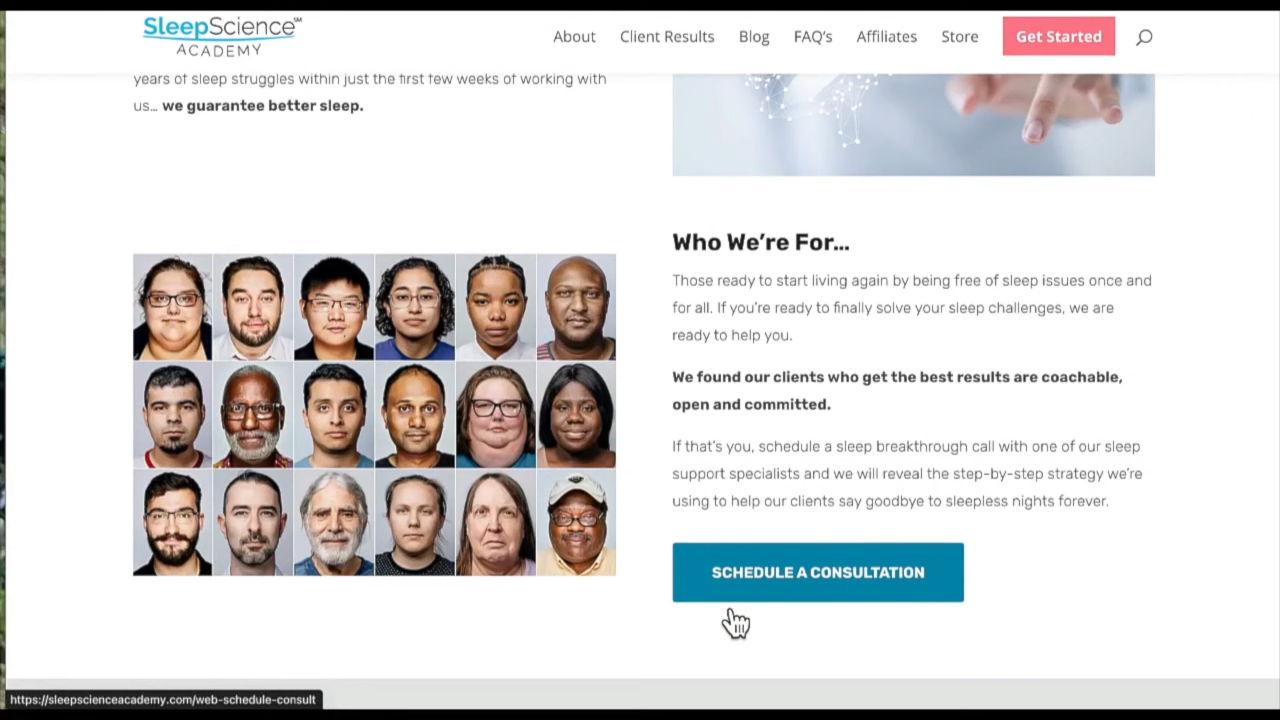 SleepScience℠
ACADEMY
About Client Results Blog FAQ's Affiliates Store Get Started
years of sleep struggles within just the first few weeks of working with
us... we guarantee better sleep.
Who We're For...
Those ready to start living again by being free of sleep issues once and
for all. If you're ready to finally solve your sleep challenges, we are
ready to help you.
We found our clients who get the best results are coachable,
open and committed.
If that's you, schedule a sleep breakthrough call with one of our sleep
support specialists and we will reveal the step-by-step strategy we're
using to help our clients say goodbye to sleepless nights forever.
SCHEDULE A CONSULTATION
https://sleepscienceacademy.com/web-schedule-consult